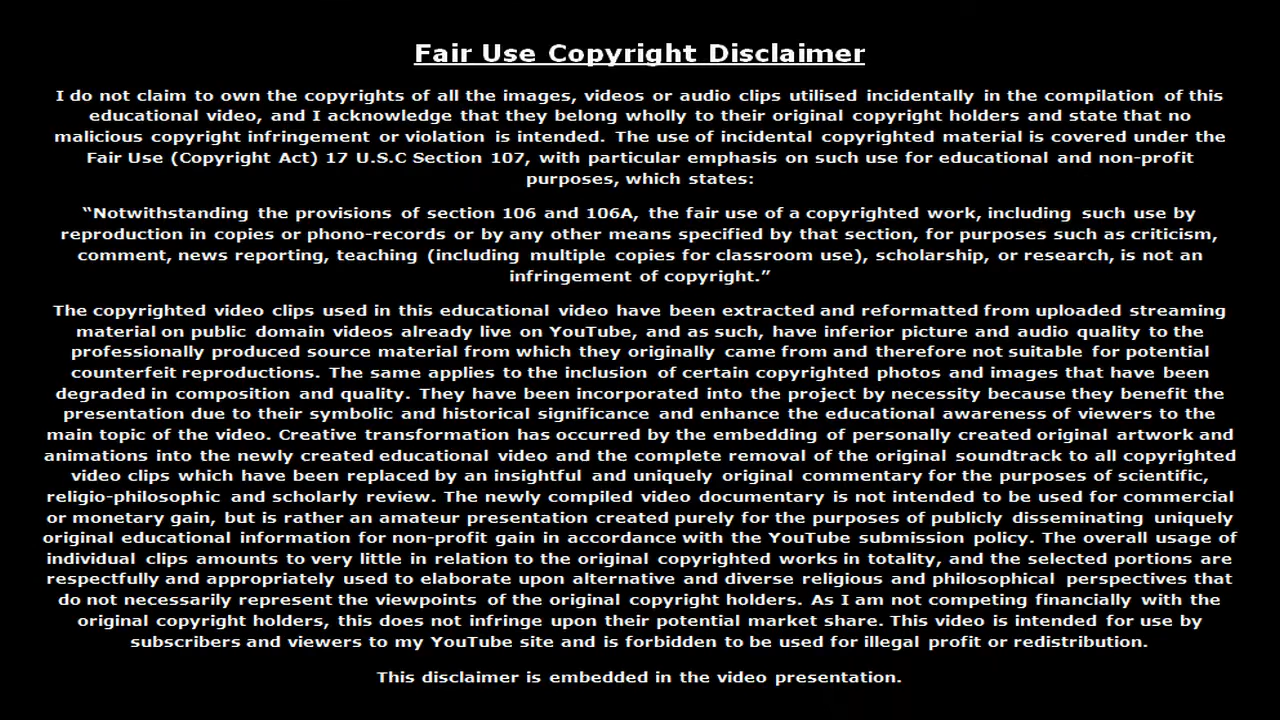 Fair Use Copyright Disclaimer
I do not claim to own the copyrights of all the images, videos or audio clips utilised incidentally in the compilation of this
educational video, and I acknowledge that they belong wholly to their original copyright holders and state that no
malicious copyright infringement or violation is intended. The use of incidental copyrighted material is covered under the
Fair Use (Copyright Act) 17 U.S.C Section 107, with particular emphasis on such use for educational and non-profit
purposes, which states:
“Notwithstanding the provisions of section 106 and 106A, the fair use of a copyrighted work, including such use by
reproduction in copies or phono-records or by any other means specified by that section, for purposes such as criticism,
comment, news reporting, teaching (including multiple copies for classroom use), scholarship, or research, is not an
infringement of copyright.”
The copyrighted video clips used in this educational video have been extracted and reformatted from uploaded streaming
material on public domain videos already live on YouTube, and as such, have inferior picture and audio quality to the
professionally produced source material from which they originally came from and therefore not suitable for potential
counterfeit reproductions. The same applies to the inclusion of certain copyrighted photos and images that have been
degraded in composition and quality. They have been incorporated into the project by necessity because they benefit the
presentation due to their symbolic and historical significance and enhance the educational awareness of viewers to the
main topic of the video. Creative transformation has occurred by the embedding of personally created original artwork and
animations into the newly created educational video and the complete removal of the original soundtrack to all copyrighted
video clips which have been replaced by an insightful and uniquely original commentary for the purposes of scientific,
religio-philosophic and scholarly review. The newly compiled video documentary is not intended to be used for commercial
or monetary gain, but is rather an amateur presentation created purely for the purposes of publicly disseminating uniquely
original educational information for non-profit gain in accordance with the YouTube submission policy. The overall usage of
individual clips amounts to very little in relation to the original copyrighted works in totality, and the selected portions are
respectfully and appropriately used to elaborate upon alternative and diverse religious and philosophical perspectives that
do not necessarily represent the viewpoints of the original copyright holders. As I am not competing financially with the
original copyright holders, this does not infringe upon their potential market share. This video is intended for use by
subscribers and viewers to my YouTube site and is forbidden to be used for illegal profit or redistribution.
This disclaimer is embedded in the video presentation.